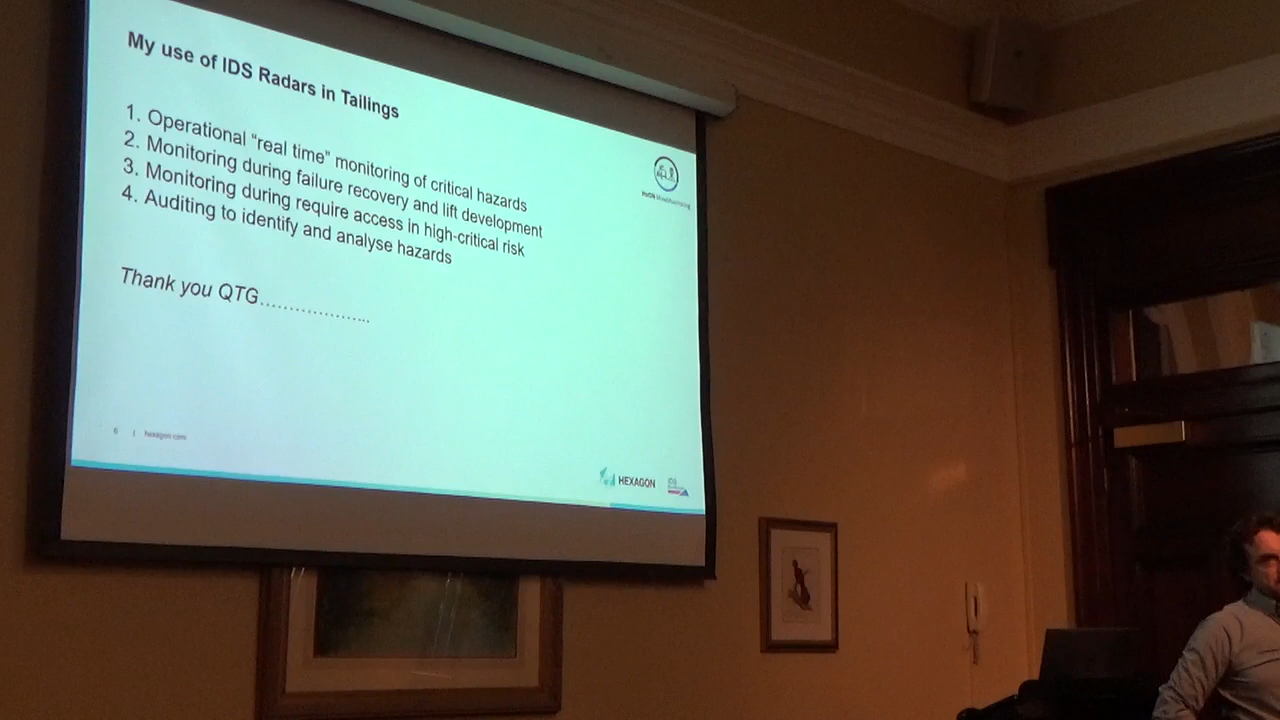 My use of IDS Radars in Tailings
1. Operational "real time" monitoring of critical hazards
2. Monitoring during failure recovery and lift development
3. Monitoring during require access in high-critical risk
4. Auditing to identify and analyse hazards
Thank you QTG...................
6 | hexagon.com
HEXAGON
IDS